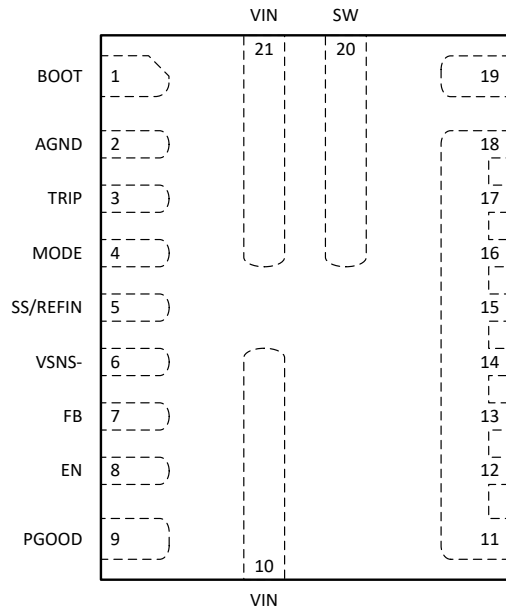 VIN SW
21 20
BOOT 1 19
AGND 2 18
TRIP 3 17
MODE 4 16
SS/REFIN 5 15
VSNS- 6 14
FB 7 13
EN 8 12
PGOOD 9 11
10
VIN